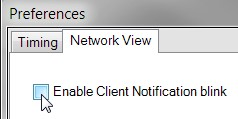 Preferences
Timing Network View
Enable Client Notification blink